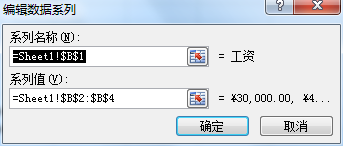 编辑数据系列
系列名称(N):
=Sheet1!$B$1 = 工资
系列值(V):
=Sheet1!$B$2:$B$4 = ¥30,000.00, ¥4...
确定 取消